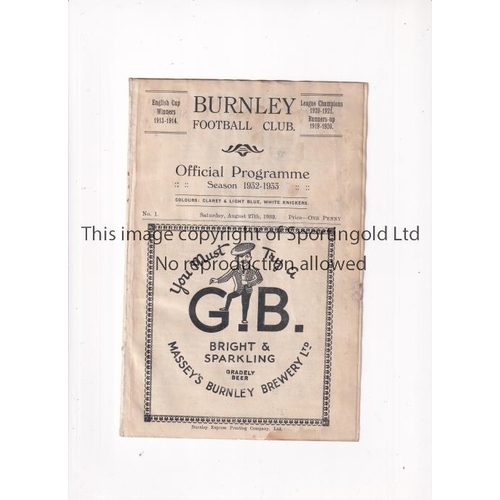 English Cup
Winners
1913-1914.
BURNLEY
FOOTBALL CLUB.
League Champions
1920-1921.
Runners-up
1919-1920.
Official Programme
:: :: Season 1932-1933 :: ::
COLOURS: CLARET & LIGHT BLUE, WHITE KNICKERS.
No. 1. Saturday, August 27th, 1932. Price—ONE PENNY
This image copyright of Sportingold Ltd
No reproduction allowed
You Must Try A
G.B.
BRIGHT &
SPARKLING
GRADELY
BEER
MASSEY'S BURNLEY BREWERY LTD
Burnley Express Printing Company, Ltd.